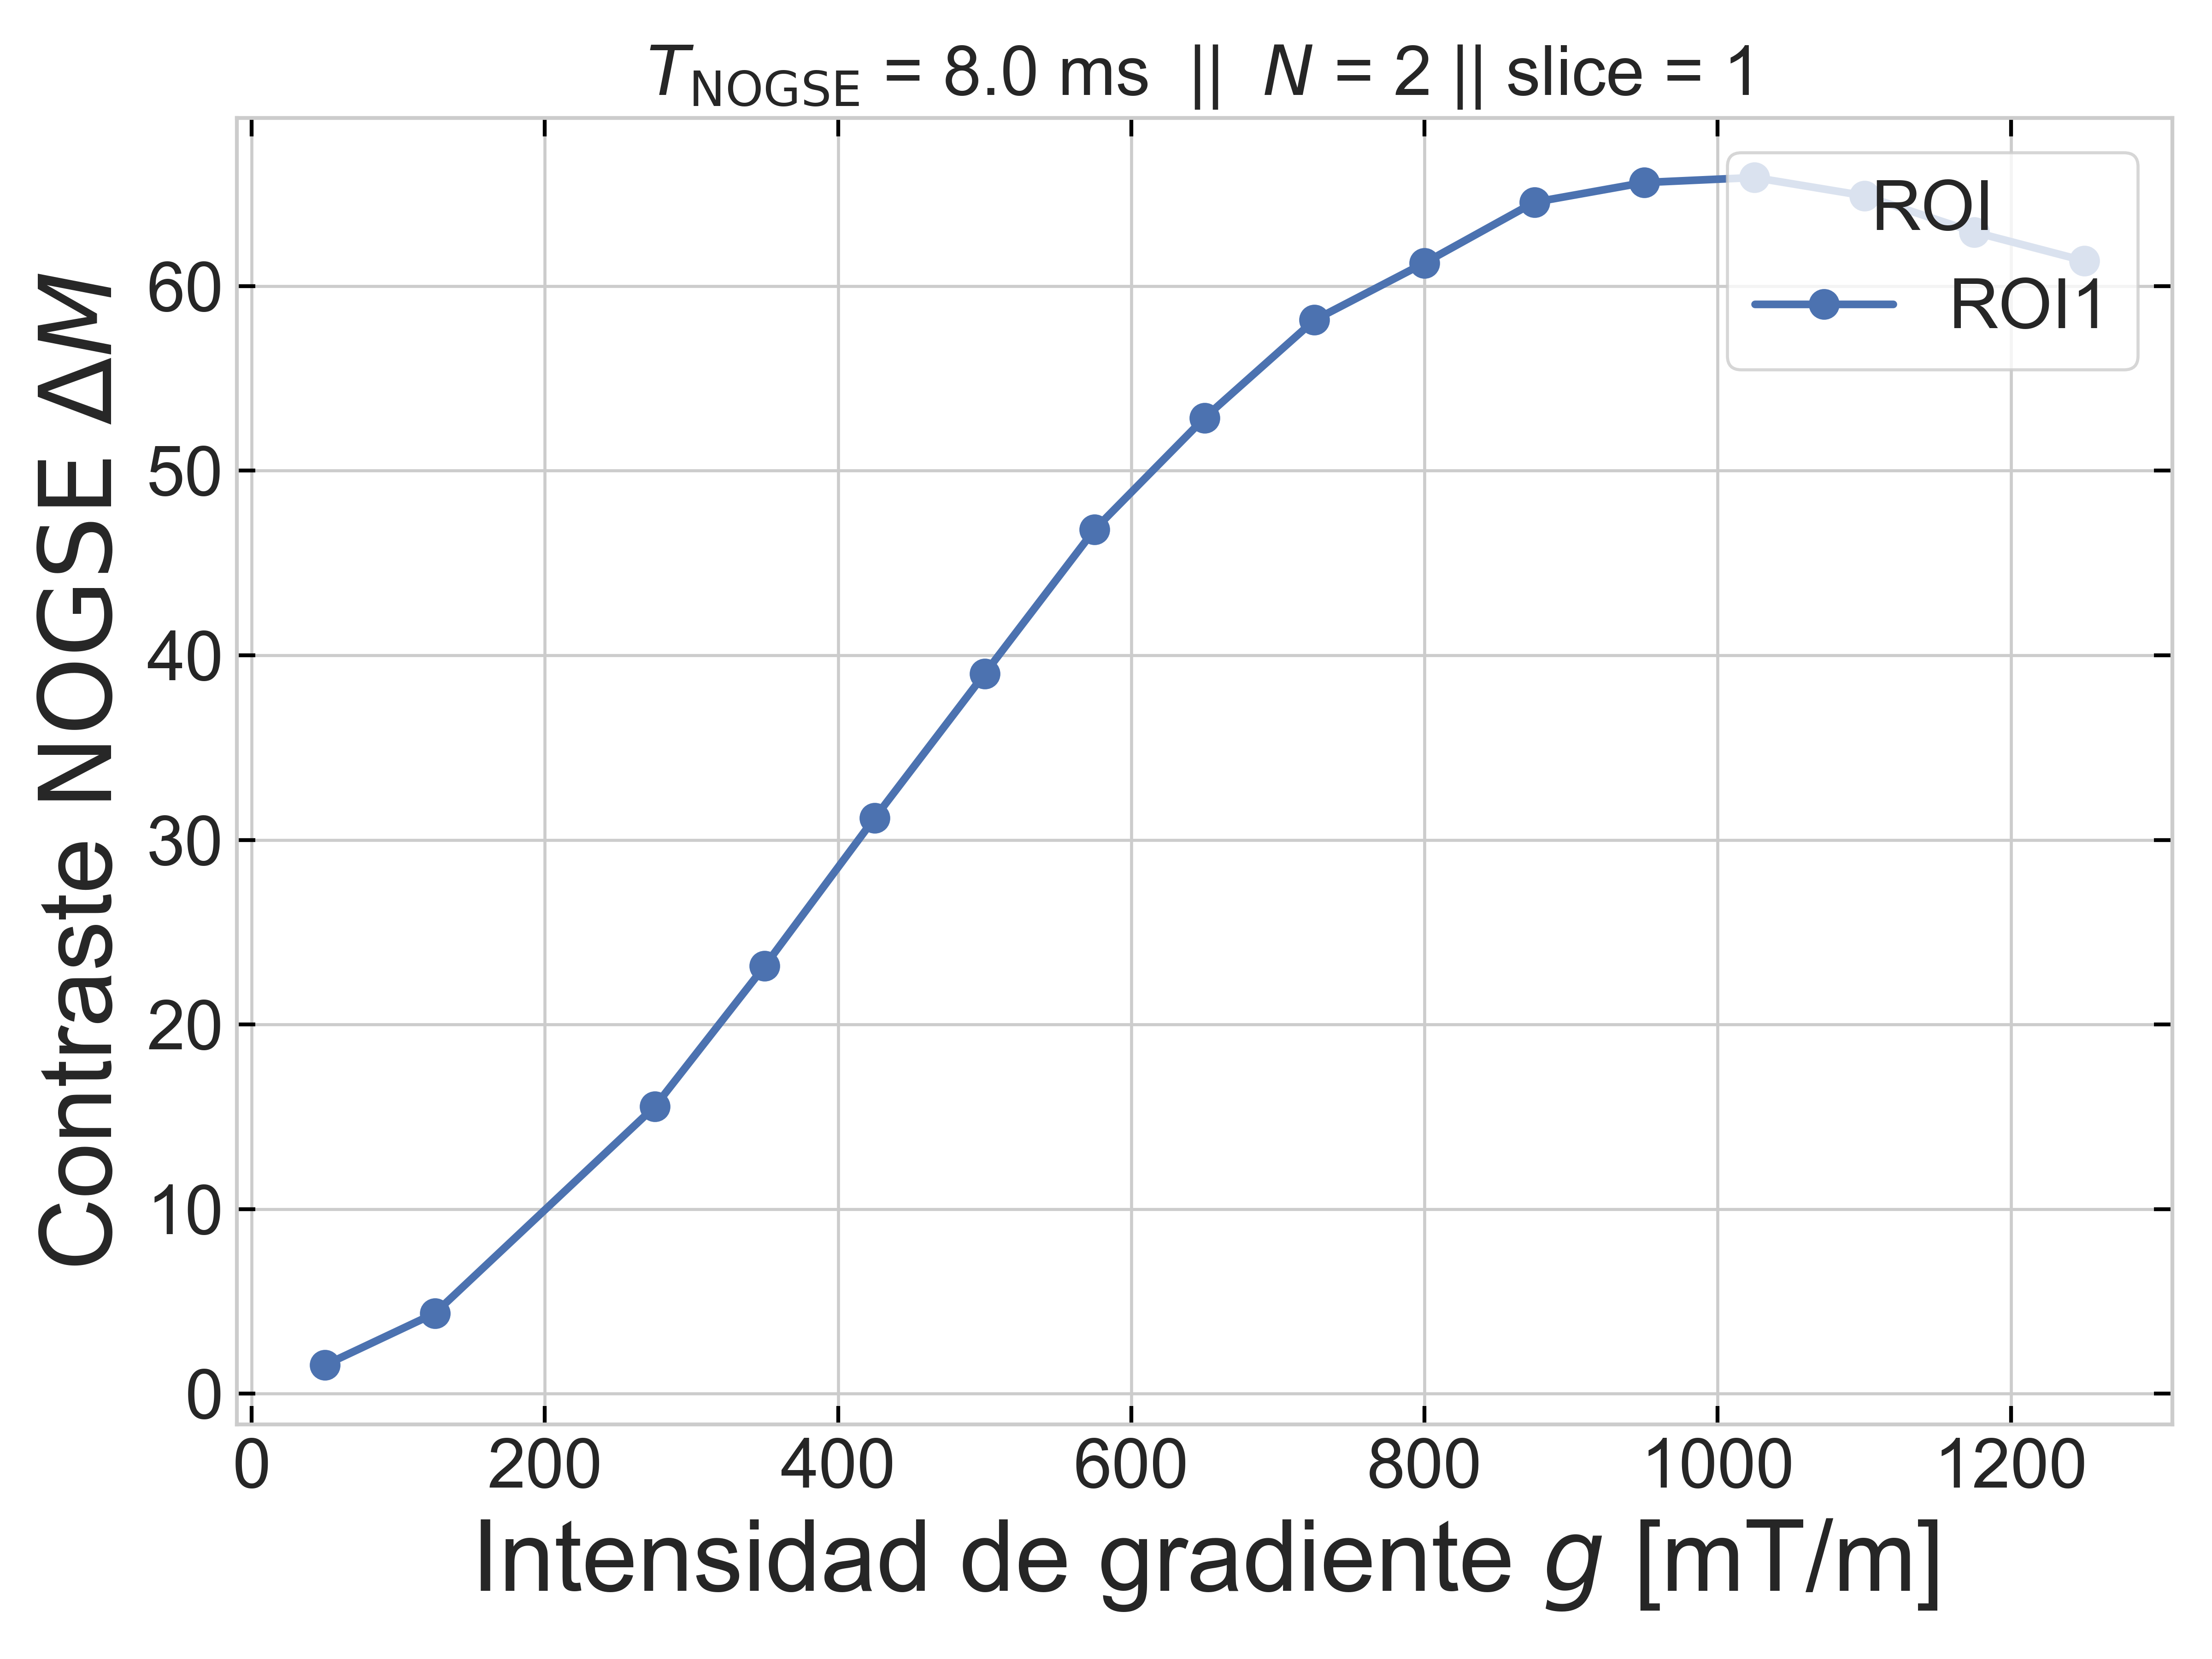 T_NOGSE = 8.0 ms || N = 2 || slice = 1
Contraste NOGSE ΔM
60
50
40
30
20
10
0
ROI
ROI1
0 200 400 600 800 1000 1200
Intensidad de gradiente g [mT/m]